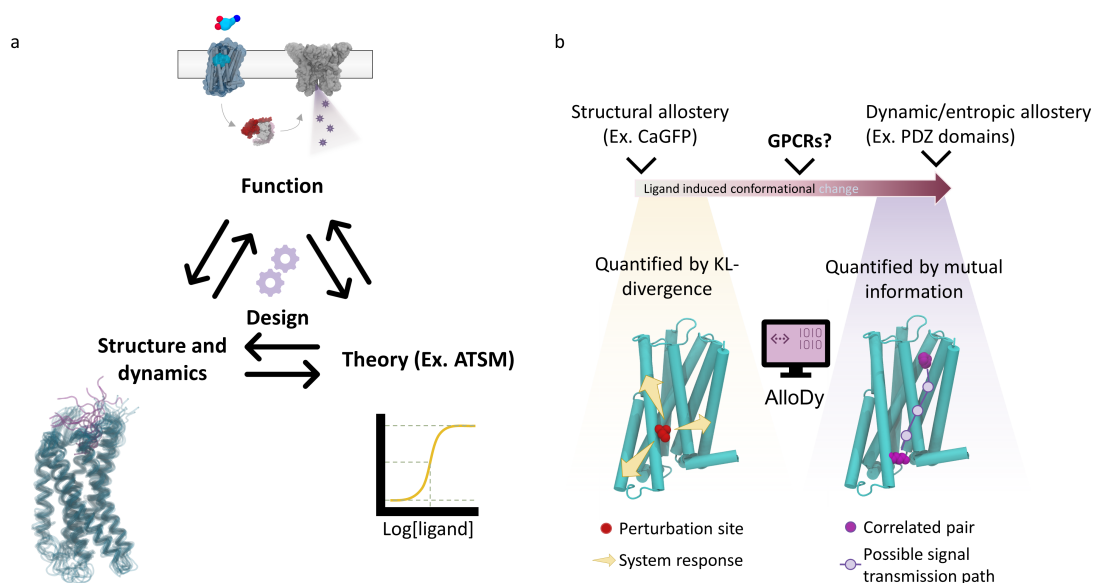 a
Function
Design
Structure and
dynamics
Theory (Ex. ATSM)
Log[ligand]
b
Structural allostery
(Ex. CaGFP)
GPCRs?
Dynamic/entropic allostery
(Ex. PDZ domains)
Ligand induced conformational change
Quantified by KL-
divergence
Quantified by mutual
information
1010
1010
AlloDy
Perturbation site
System response
Correlated pair
Possible signal
transmission path